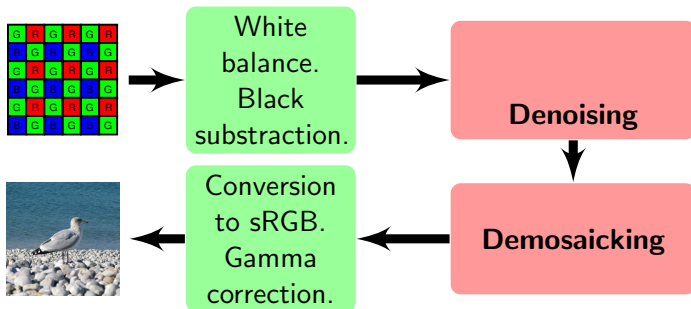 G R G R G R
B G B G B G
G R G R G R
B G B G B G
G R G R G R
B G B G B G
White
balance.
Black
substraction.
Denoising
Demosaicking
Conversion
to sRGB.
Gamma
correction.